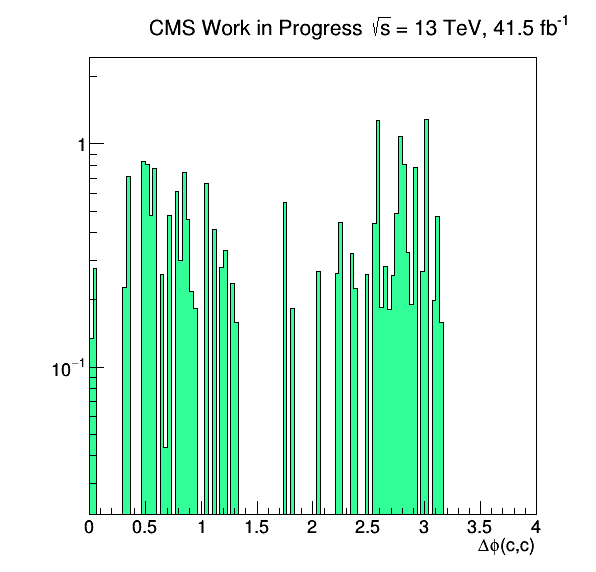 CMS Work in Progress √s = 13 TeV, 41.5 fb⁻¹
1
10⁻¹
0 0.5 1 1.5 2 2.5 3 3.5 4
Δϕ(c,c)